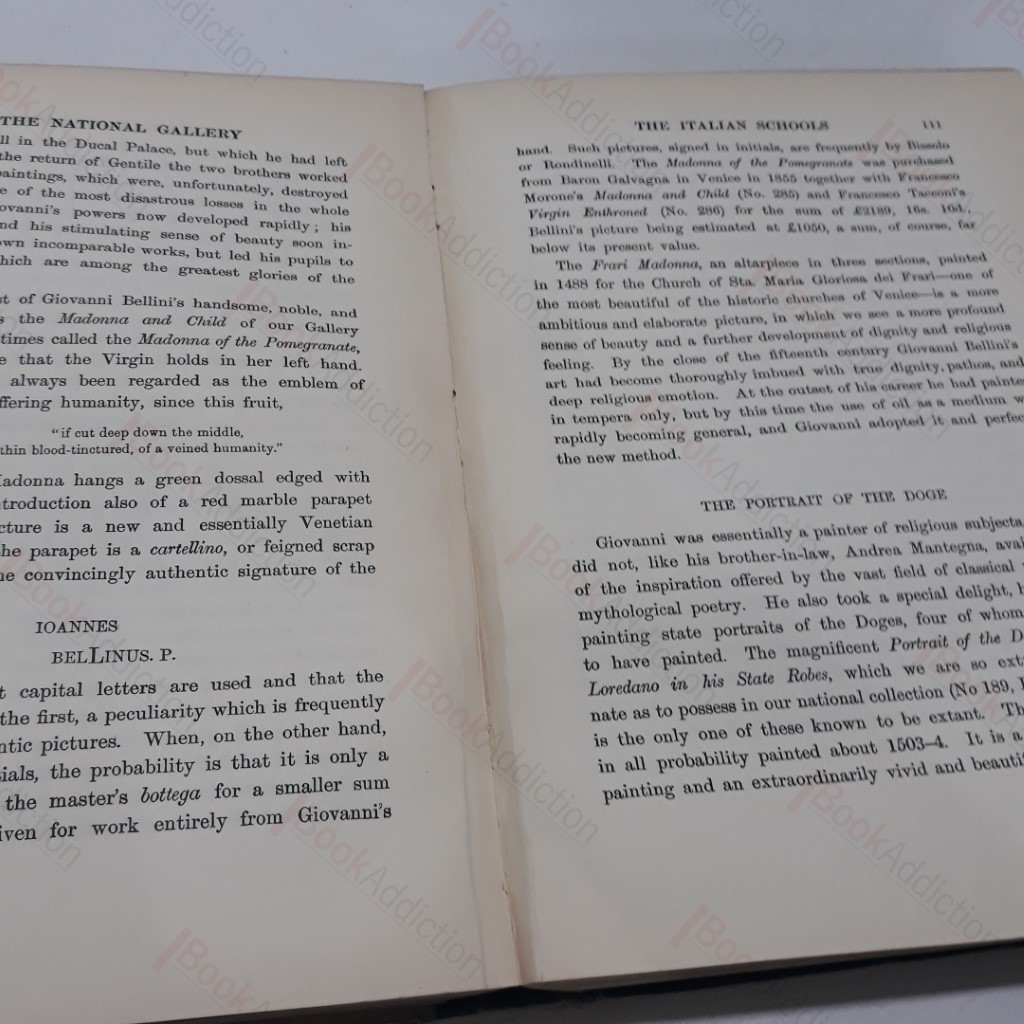 THE NATIONAL GALLERY
ll in the Ducal Palace, but which he had left
the return of Gentile the two brothers worked
aintings, which were, unfortunately, destroyed
e of the most disastrous losses in the whole
ovanni's powers now developed rapidly; his
nd his stimulating sense of beauty soon in-
own incomparable works, but led his pupils to
hich are among the greatest glories of the
st of Giovanni Bellini's handsome, noble, and
s the Madonna and Child of our Gallery
times called the Madonna of the Pomegranate,
e that the Virgin holds in her left hand.
always been regarded as the emblem of
ffering humanity, since this fruit,
"if cut deep down the middle,
thin blood-tinctured, of a veined humanity."
Madonna hangs a green dossal edged with
ntroduction also of a red marble parapet
cture is a new and essentially Venetian
he parapet is a cartellino, or feigned scrap
ne convincingly authentic signature of the
IOANNES
BELLINUS. P.
t capital letters are used and that the
the first, a peculiarity which is frequently
ntic pictures. When, on the other hand,
ials, the probability is that it is only a
the master's bottega for a smaller sum
iven for work entirely from Giovanni's
THE ITALIAN SCHOOLS 111
hand. Such pictures, signed in initials, are frequently by Bissolo
or Rondinelli. The Madonna of the Pomegranate was purchased
from Baron Galvagna in Venice in 1855 together with Francesco
Morone's Madonna and Child (No. 285) and Francesco Tacconi's
Virgin Enthroned (No. 286) for the sum of £2189, 16s. 10d.,
Bellini's picture being estimated at £1050, a sum, of course, far
below its present value.
The Frari Madonna, an altarpiece in three sections, painted
in 1488 for the Church of Sta. Maria Gloriosa dei Frari—one of
the most beautiful of the historic churches of Venice—is a more
ambitious and elaborate picture, in which we see a more profound
sense of beauty and a further development of dignity and religious
feeling. By the close of the fifteenth century Giovanni Bellini's
art had become thoroughly imbued with true dignity, pathos, and
deep religious emotion. At the outset of his career he had painte
in tempera only, but by this time the use of oil as a medium w
rapidly becoming general, and Giovanni adopted it and perfec
the new method.
THE PORTRAIT OF THE DOGE
Giovanni was essentially a painter of religious subjects,
did not, like his brother-in-law, Andrea Mantegna, avai
of the inspiration offered by the vast field of classical
mythological poetry. He also took a special delight, h
painting state portraits of the Doges, four of whom
to have painted. The magnificent Portrait of the D
Loredano in his State Robes, which we are so extr
nate as to possess in our national collection (No 189,
is the only one of these known to be extant. Th
in all probability painted about 1503-4. It is a
painting and an extraordinarily vivid and beauti
BookAddiction